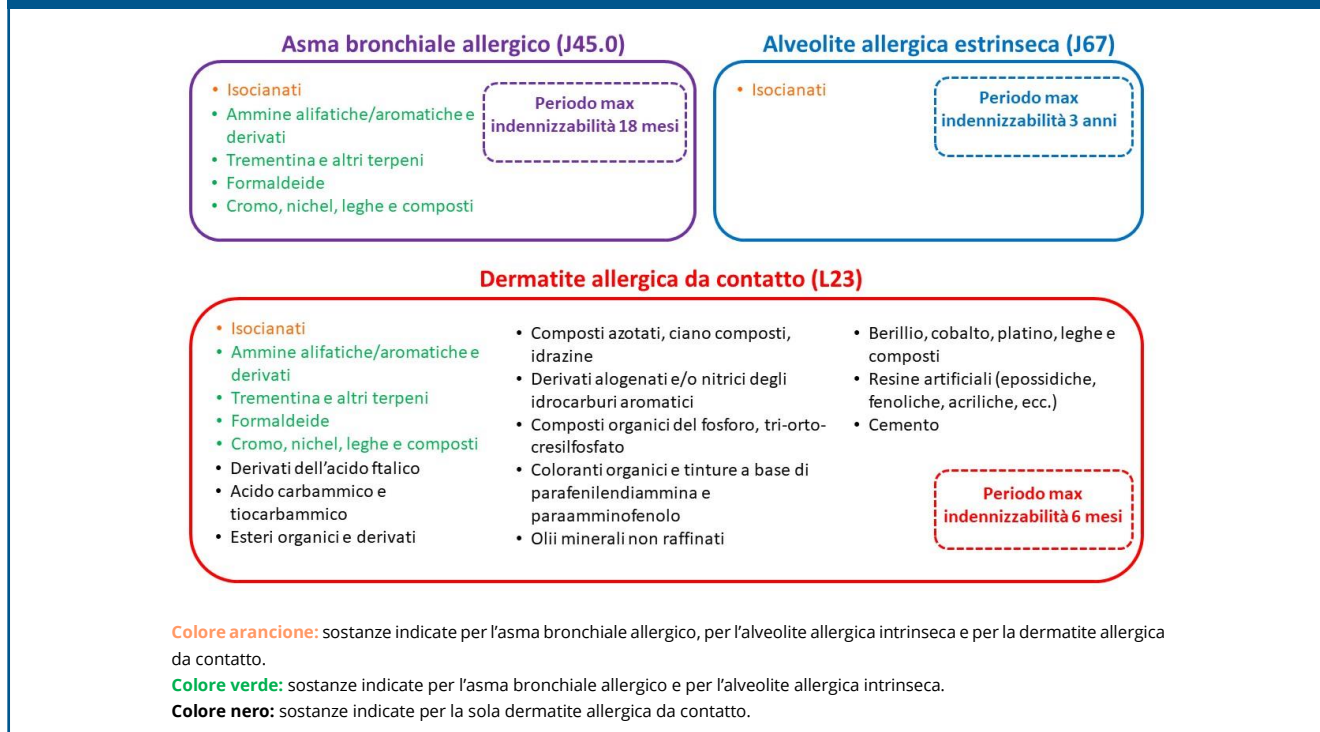 Asma bronchiale allergico (J45.0)
• Isocianati
• Ammine alifatiche/aromatiche e
derivati
• Trementina e altri terpeni
• Formaldeide
• Cromo, nichel, leghe e composti
Periodo max
indennizzabilità 18 mesi
Alveolite allergica estrinseca (J67)
• Isocianati
Periodo max
indennizzabilità 3 anni
Dermatite allergica da contatto (L23)
• Isocianati
• Ammine alifatiche/aromatiche e
derivati
• Trementina e altri terpeni
• Formaldeide
• Cromo, nichel, leghe e composti
• Derivati dell'acido ftalico
• Acido carbammico e
tiocarbammico
• Esteri organici e derivati
• Composti azotati, ciano composti,
idrazine
• Derivati alogenati e/o nitrici degli
idrocarburi aromatici
• Composti organici del fosforo, tri-orto-
cresilfosfato
• Coloranti organici e tinture a base di
parafenilendiammina e
paraamminofenolo
• Olii minerali non raffinati
• Berillio, cobalto, platino, leghe e
composti
• Resine artificiali (epossidiche,
fenoliche, acriliche, ecc.)
• Cemento
Periodo max
indennizzabilità 6 mesi
Colore arancione: sostanze indicate per l'asma bronchiale allergico, per l'alveolite allergica intrinseca e per la dermatite allergica
da contatto.
Colore verde: sostanze indicate per l'asma bronchiale allergico e per l'alveolite allergica intrinseca.
Colore nero: sostanze indicate per la sola dermatite allergica da contatto.